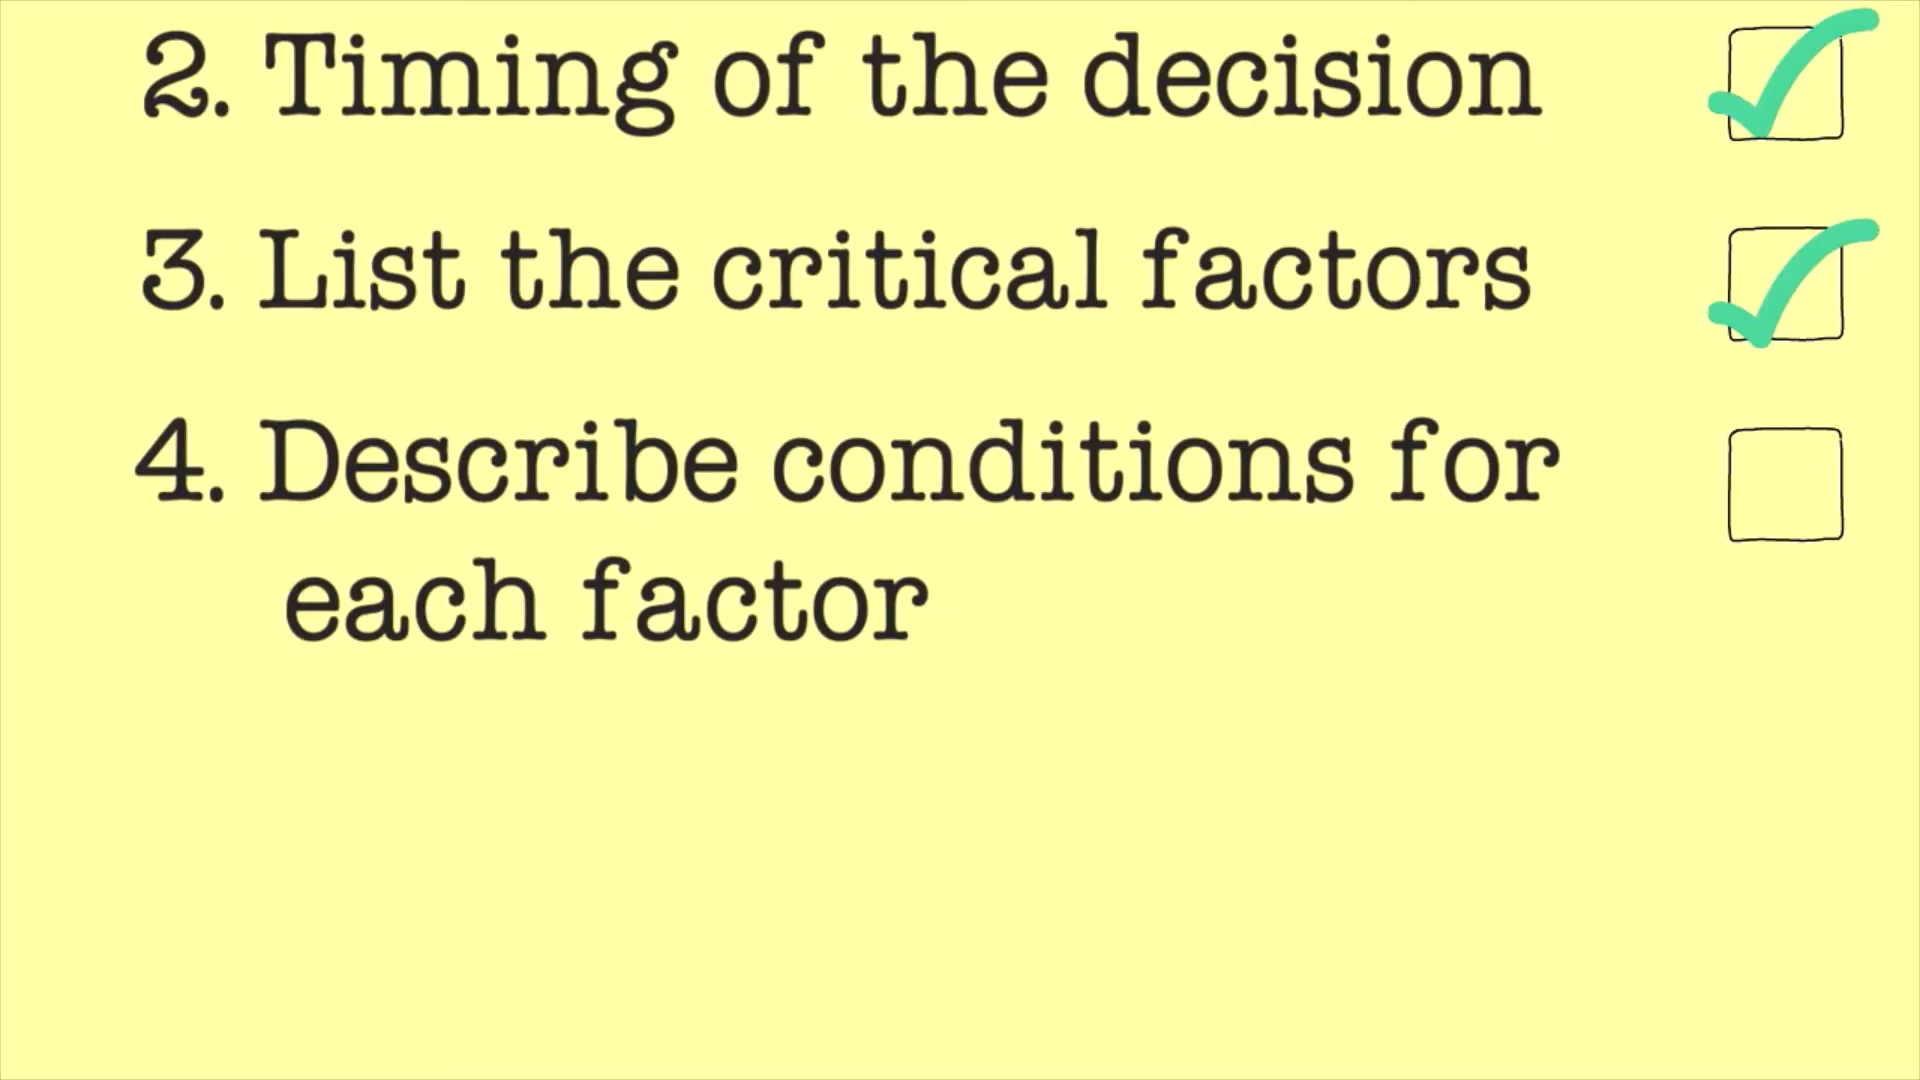 2. Timing of the decision
3. List the critical factors
4. Describe conditions for
each factor